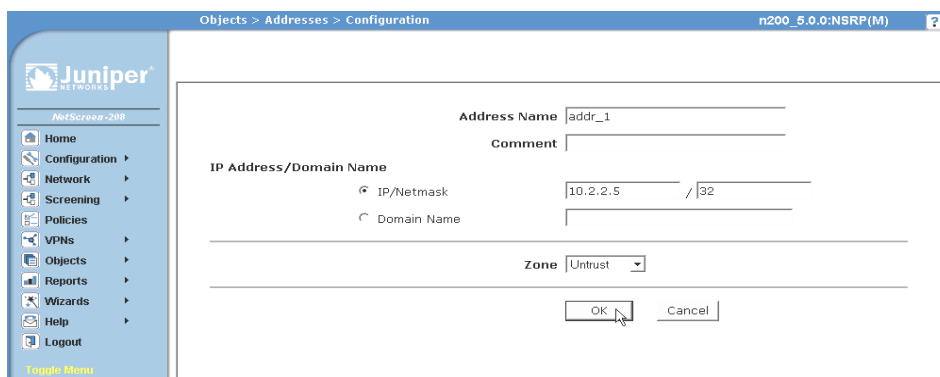 Objects > Addresses > Configuration
n200_5.0.0:NSRP(M)
?
Juniper
NETWORKS
NetScreen-208
Home
Configuration
Network
Screening
Policies
VPNs
Objects
Reports
Wizards
Help
Logout
Toggle Menu
Address Name addr_1
Comment
IP Address/Domain Name
IP/Netmask 10.2.2.5 / 32
Domain Name
Zone Untrust
OK Cancel